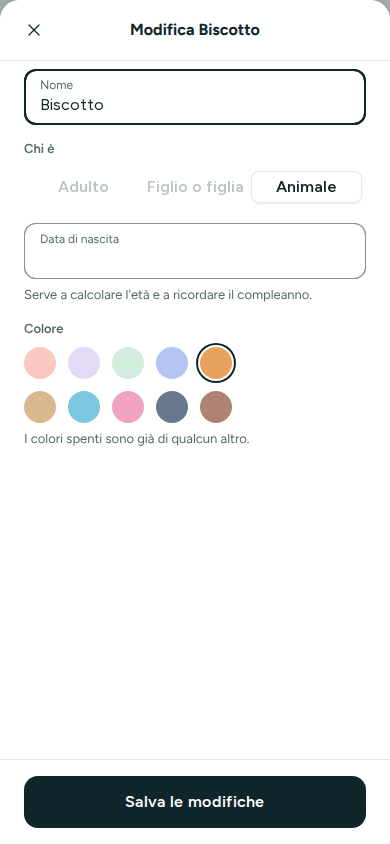 Modifica Biscotto
Nome
Biscotto
Chi è
Adulto Figlio o figlia Animale
Data di nascita
Serve a calcolare l'età e a ricordare il compleanno.
Colore
I colori spenti sono già di qualcun altro.
Salva le modifiche